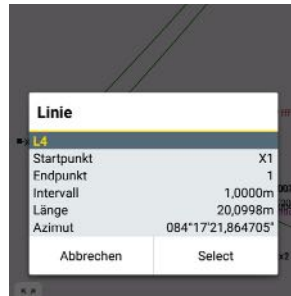 Linie
L4
Startpunkt X1
Endpunkt 1
Intervall 1,0000m
Länge 20,0998m
Azimut 084°17'21,864705"
Abbrechen Select